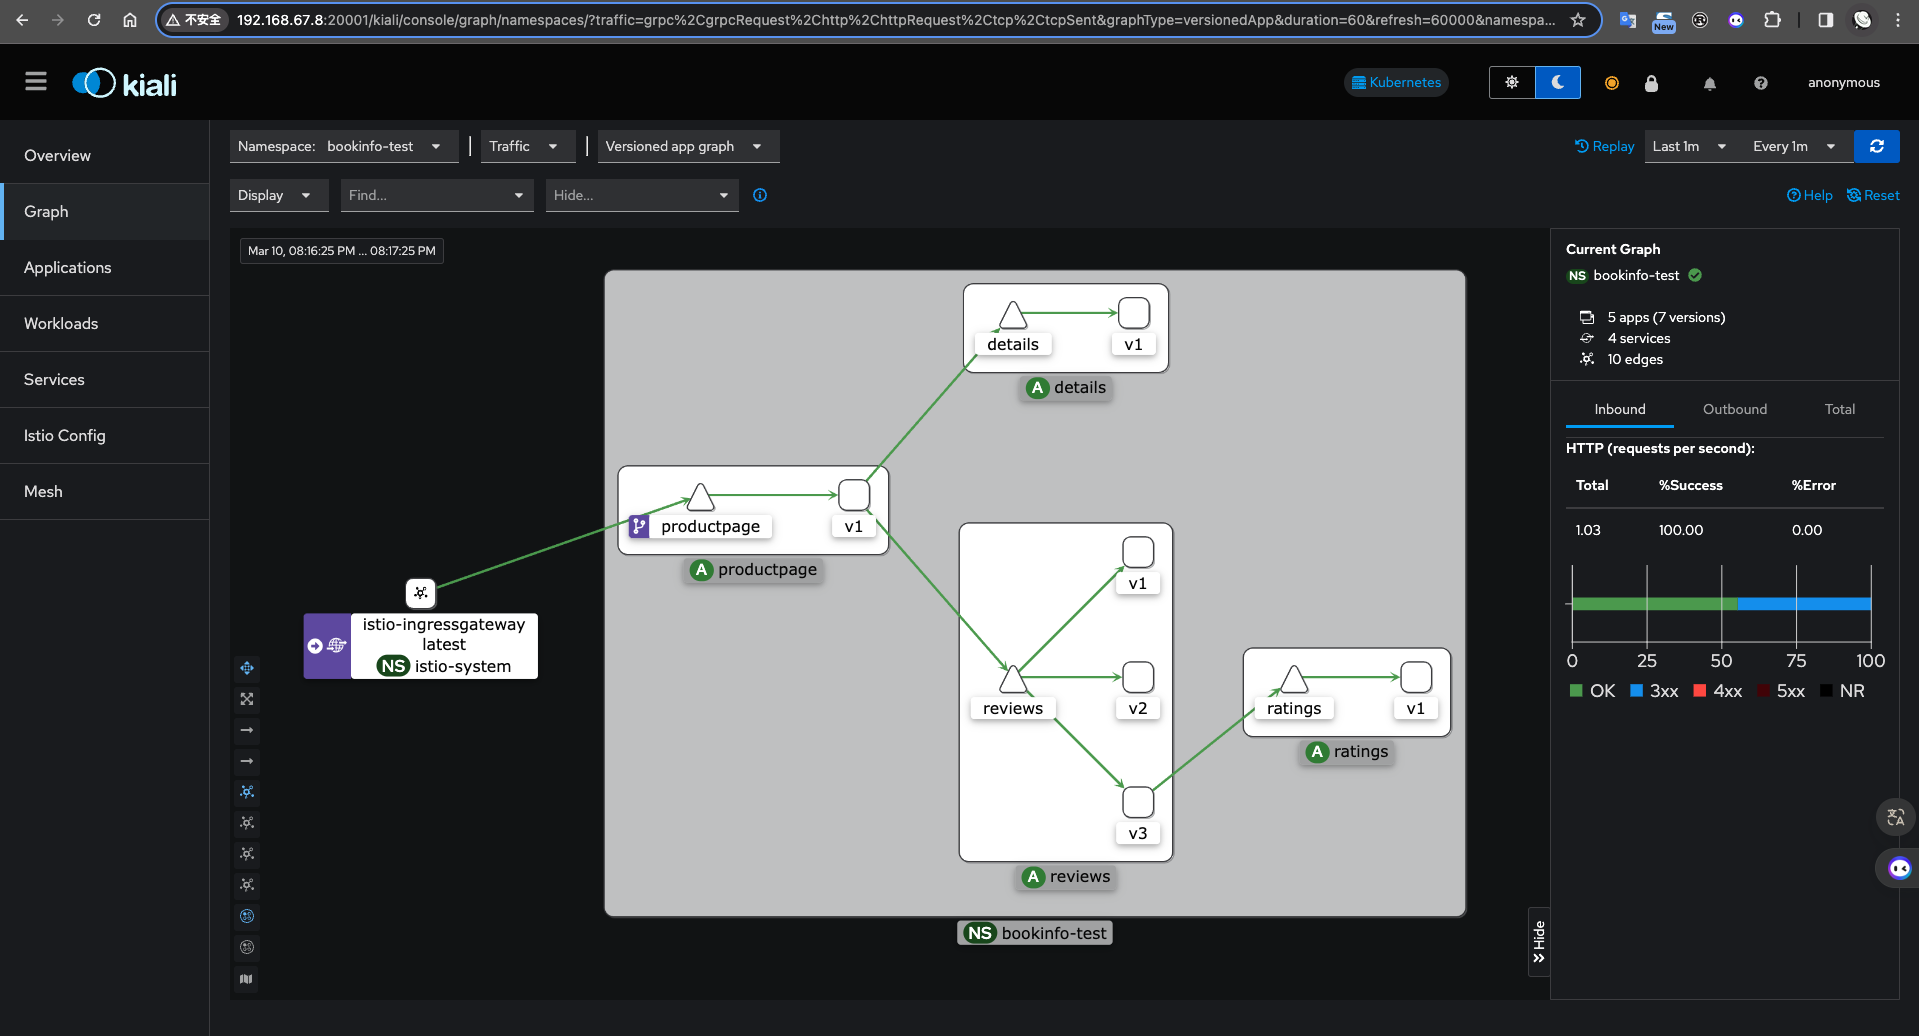 不安全
192.168.67.8:20001/kiali/console/graph/namespaces/?traffic=grpc%2CgrpcRequest%2Chttp%2ChttpRequest%2Ctcp%2CtcpSent&graphType=versionedApp&duration=60&refresh=60000&namespa...
New
kiali
Kubernetes
anonymous
Overview
Graph
Applications
Workloads
Services
Istio Config
Mesh
Namespace: bookinfo-test
Traffic
Versioned app graph
Replay
Last 1m
Every 1m
Display
Find...
Hide...
Help
Reset
Mar 10, 08:16:25 PM ... 08:17:25 PM
details
v1
A details
productpage
v1
A productpage
istio-ingressgateway
latest
NS istio-system
v1
reviews
v2
v3
A reviews
ratings
v1
A ratings
NS bookinfo-test
Hide
Current Graph
NS bookinfo-test
5 apps (7 versions)
4 services
10 edges
Inbound
Outbound
Total
HTTP (requests per second):
Total %Success %Error
1.03 100.00 0.00
0 25 50 75 100
OK 3xx 4xx 5xx NR